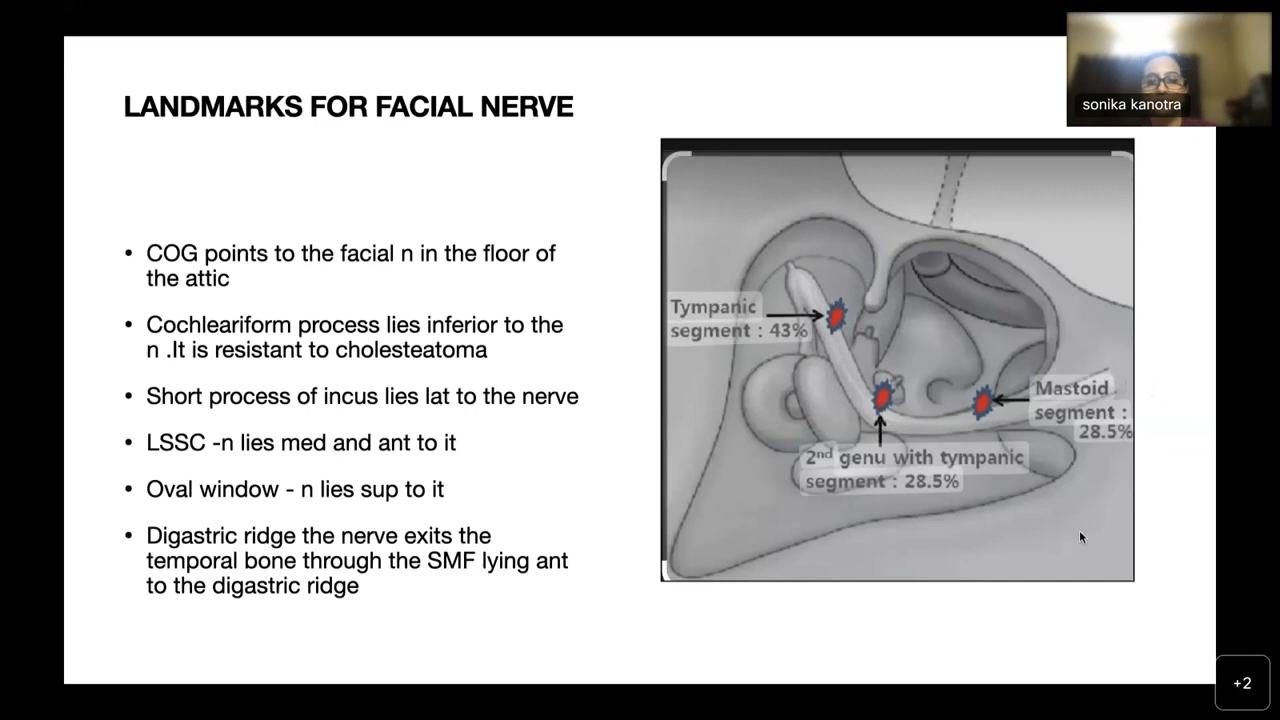 LANDMARKS FOR FACIAL NERVE
sonika kanotra
• COG points to the facial n in the floor of
the attic
• Cochleariform process lies inferior to the
n .It is resistant to cholesteatoma
• Short process of incus lies lat to the nerve
• LSSC -n lies med and ant to it
• Oval window - n lies sup to it
• Digastric ridge the nerve exits the
temporal bone through the SMF lying ant
to the digastric ridge
Tympanic
segment : 43%
Mastoid
segment :
28.5%
2nd genu with tympanic
segment : 28.5%
+2